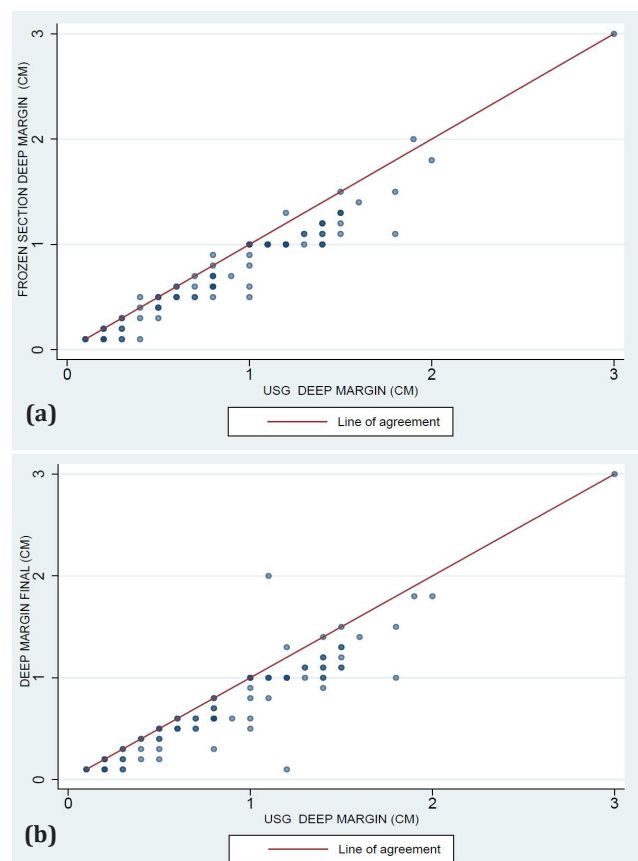 3
2
1
0
FROZEN SECTION DEEP MARGIN (CM)
0 1 2 3
USG DEEP MARGIN (CM)
(a)
Line of agreement
3
2
1
0
DEEP MARGIN FINAL (CM)
0 1 2 3
USG DEEP MARGIN (CM)
(b)
Line of agreement